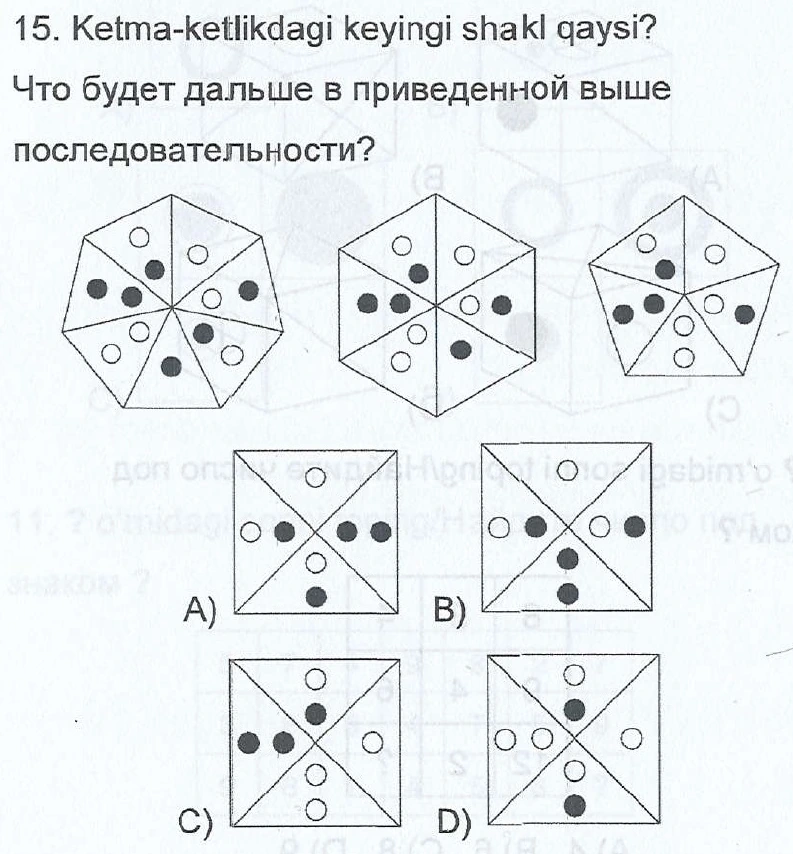 15. Ketma-ketlikdagi keyingi shakl qaysi?
Что будет дальше в приведенной выше
последовательности?
A)
B)
C)
D)